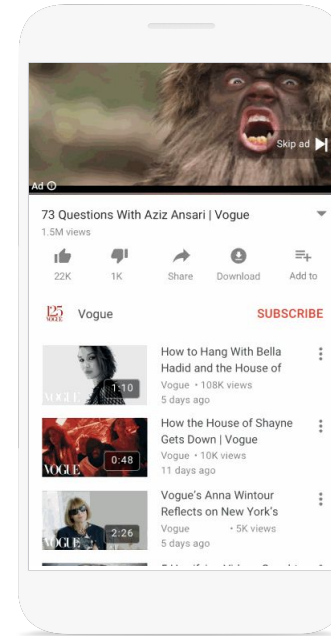 Skip ad
Ad
73 Questions With Aziz Ansari | Vogue
1.5M views
22K
1K
Share
Download
Add to
125
VOGUE
Vogue
SUBSCRIBE
VOGUE
1:10
How to Hang With Bella
Hadid and the House of
Vogue • 108K views
5 days ago
VOGUE
0:48
How the House of Shayne
Gets Down | Vogue
Vogue • 10K views
11 days ago
VOGUE
2:26
Vogue's Anna Wintour
Reflects on New York's
Vogue • 5K views
5 days ago